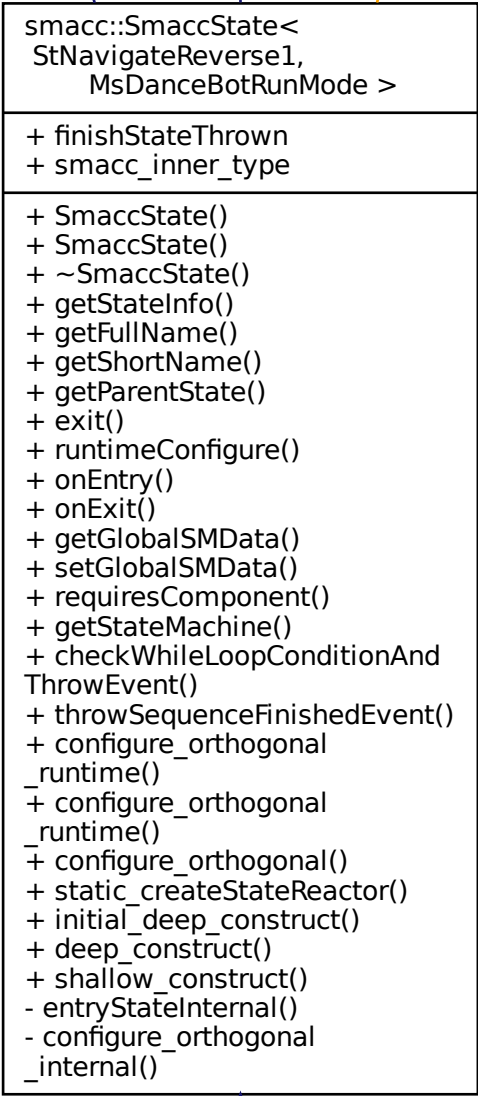 smacc::SmaccState<
StNavigateReverse1,
MsDanceBotRunMode >
+ finishStateThrown
+ smacc_inner_type
+ SmaccState()
+ SmaccState()
+ ~SmaccState()
+ getStateInfo()
+ getFullName()
+ getShortName()
+ getParentState()
+ exit()
+ runtimeConfigure()
+ onEntry()
+ onExit()
+ getGlobalSMData()
+ setGlobalSMData()
+ requiresComponent()
+ getStateMachine()
+ checkWhileLoopConditionAnd
ThrowEvent()
+ throwSequenceFinishedEvent()
+ configure_orthogonal
_runtime()
+ configure_orthogonal
_runtime()
+ configure_orthogonal()
+ static_createStateReactor()
+ initial_deep_construct()
+ deep_construct()
+ shallow_construct()
- entryStateInternal()
- configure_orthogonal
_internal()